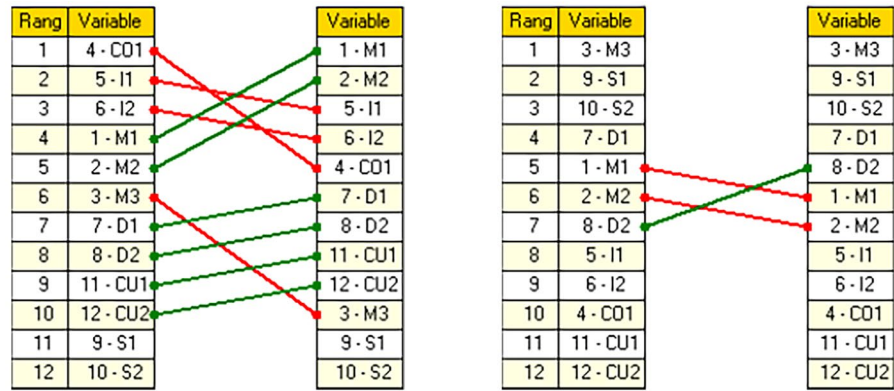 Rang Variable Variable Rang Variable Variable
1 4 - CO1 1 - M1 1 3 - M3 3 - M3
2 5 - I1 2 - M2 2 9 - S1 9 - S1
3 6 - I2 5 - I1 3 10 - S2 10 - S2
4 1 - M1 6 - I2 4 7 - D1 7 - D1
5 2 - M2 4 - CO1 5 1 - M1 8 - D2
6 3 - M3 7 - D1 6 2 - M2 1 - M1
7 7 - D1 8 - D2 7 8 - D2 2 - M2
8 8 - D2 11 - CU1 8 5 - I1 5 - I1
9 11 - CU1 12 - CU2 9 6 - I2 6 - I2
10 12 - CU2 3 - M3 10 4 - CO1 4 - CO1
11 9 - S1 9 - S1 11 11 - CU1 11 - CU1
12 10 - S2 10 - S2 12 12 - CU2 12 - CU2